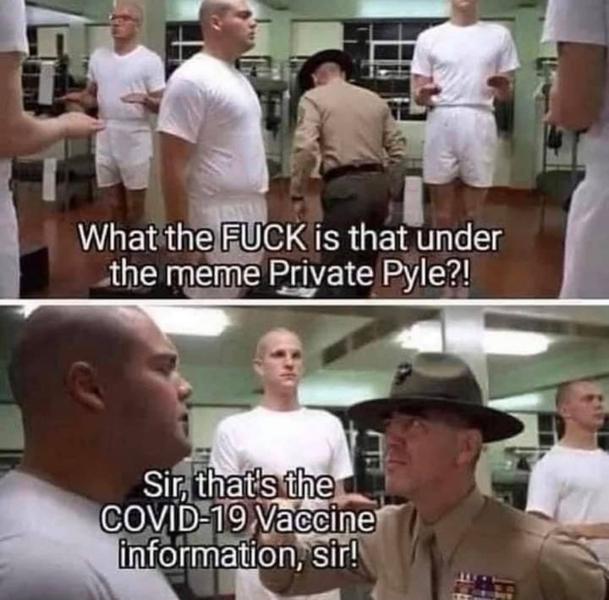 What the FUCK is that under
the meme Private Pyle?!
Sir, that's the
COVID-19 Vaccine
information, sir!